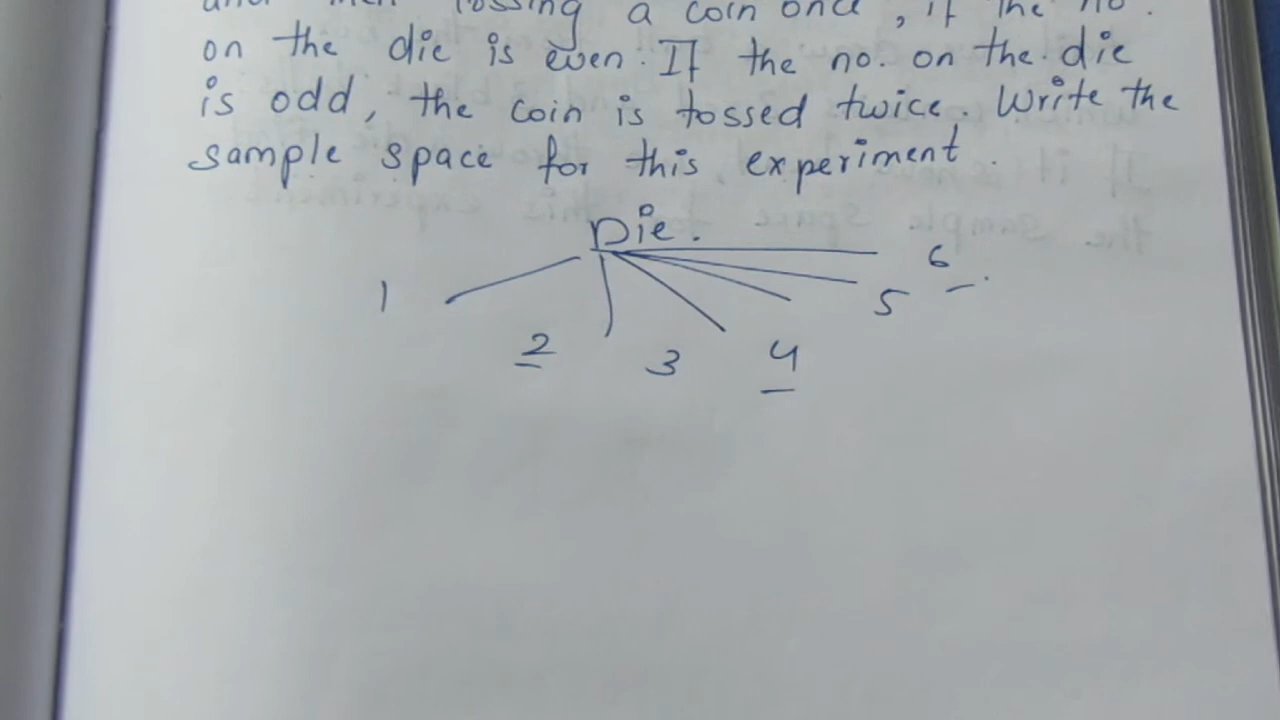 and then tossing a coin once, if the no.
on the die is even. If the no. on the die
is odd, the coin is tossed twice. Write the
sample space for this experiment.
Die.
1 2 3 4 5 6